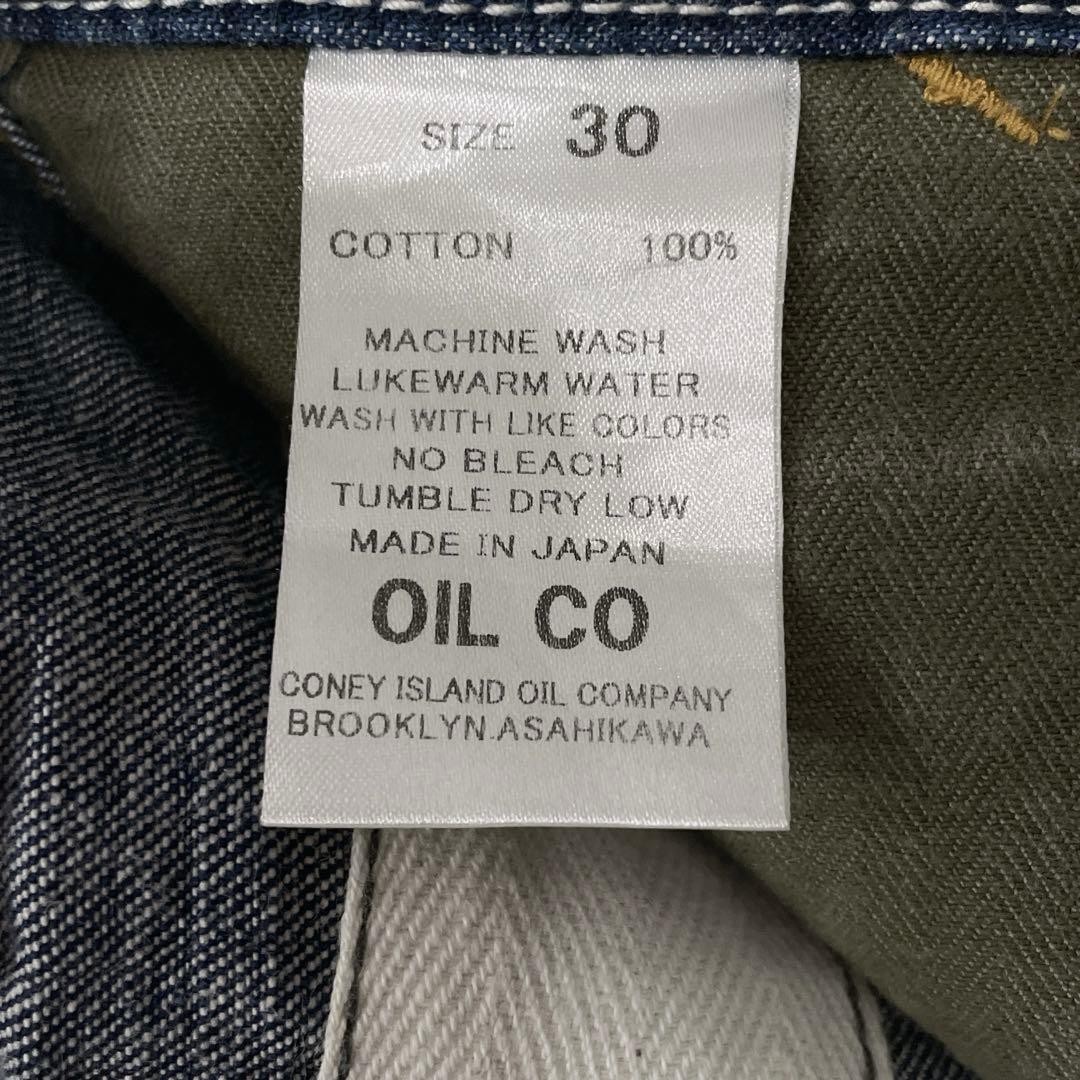 SIZE 30
COTTON 100%
MACHINE WASH
LUKEWARM WATER
WASH WITH LIKE COLORS
NO BLEACH
TUMBLE DRY LOW
MADE IN JAPAN
OIL CO
CONEY ISLAND OIL COMPANY
BROOKLYN.ASAHIKAWA